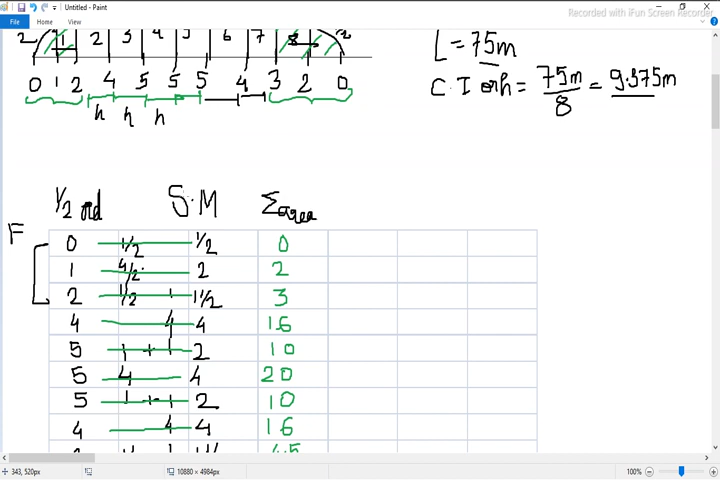 Untitled - Paint
Recorded with iFun Screen Recorder
File Home View
2 1 2 3 4 5 6 7 8 2
L = 75m
0 1 2 4 5 5 5 4 3 2 0
C.I or h = 75m/8 = 9.375m
h h h
1/2 ord S.M Σarea
F
0 1/2 1/2 0
1 4/2 2 2
2 1/2 1 1 1/2 3
4 4 4 16
5 1 + 1 2 10
5 4 4 20
5 1 + 1 2 10
4 4 4 16
343, 520px 10880 × 4984px 100%